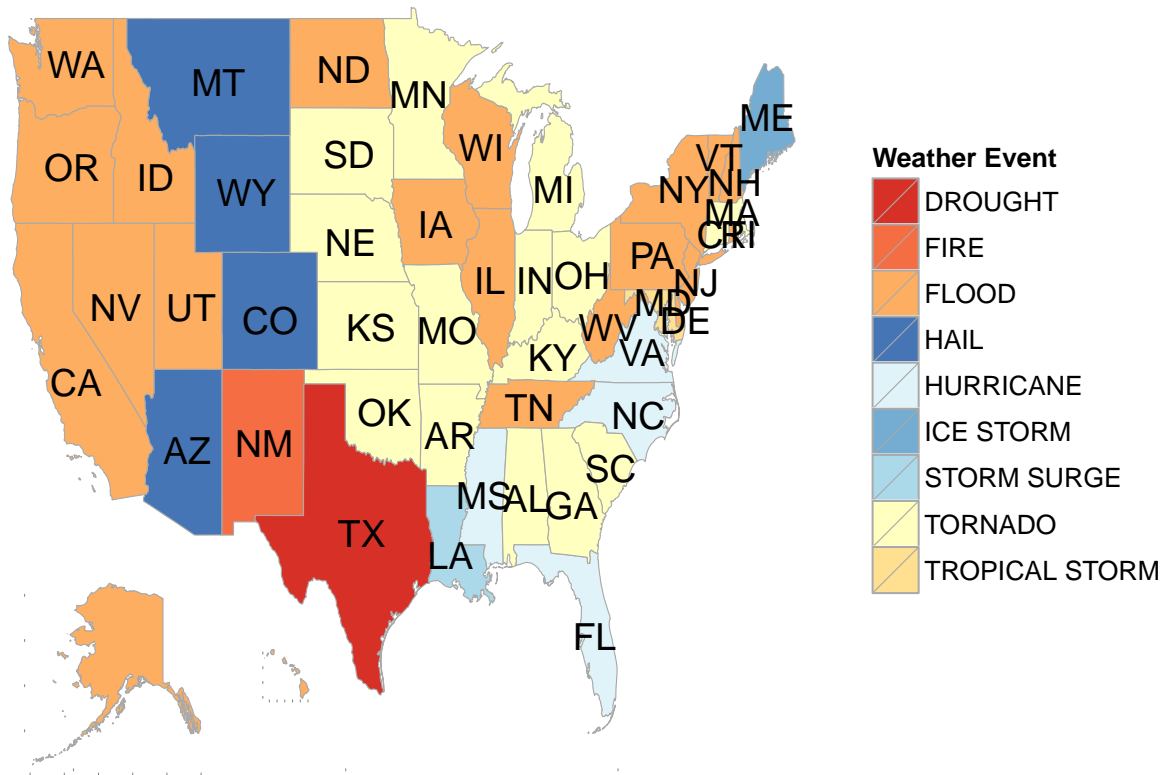 WA
MT
ND
MN
ME
OR
ID
WY
SD
WI
MI
VT
NY
NH
MA
NE
IA
CT
RI
PA
NV
UT
CO
KS
MO
IL
IN
OH
WV
MD
NJ
DE
VA
KY
CA
AZ
NM
OK
AR
TN
NC
SC
TX
LA
MS
AL
GA
FL
Weather Event
DROUGHT
FIRE
FLOOD
HAIL
HURRICANE
ICE STORM
STORM SURGE
TORNADO
TROPICAL STORM